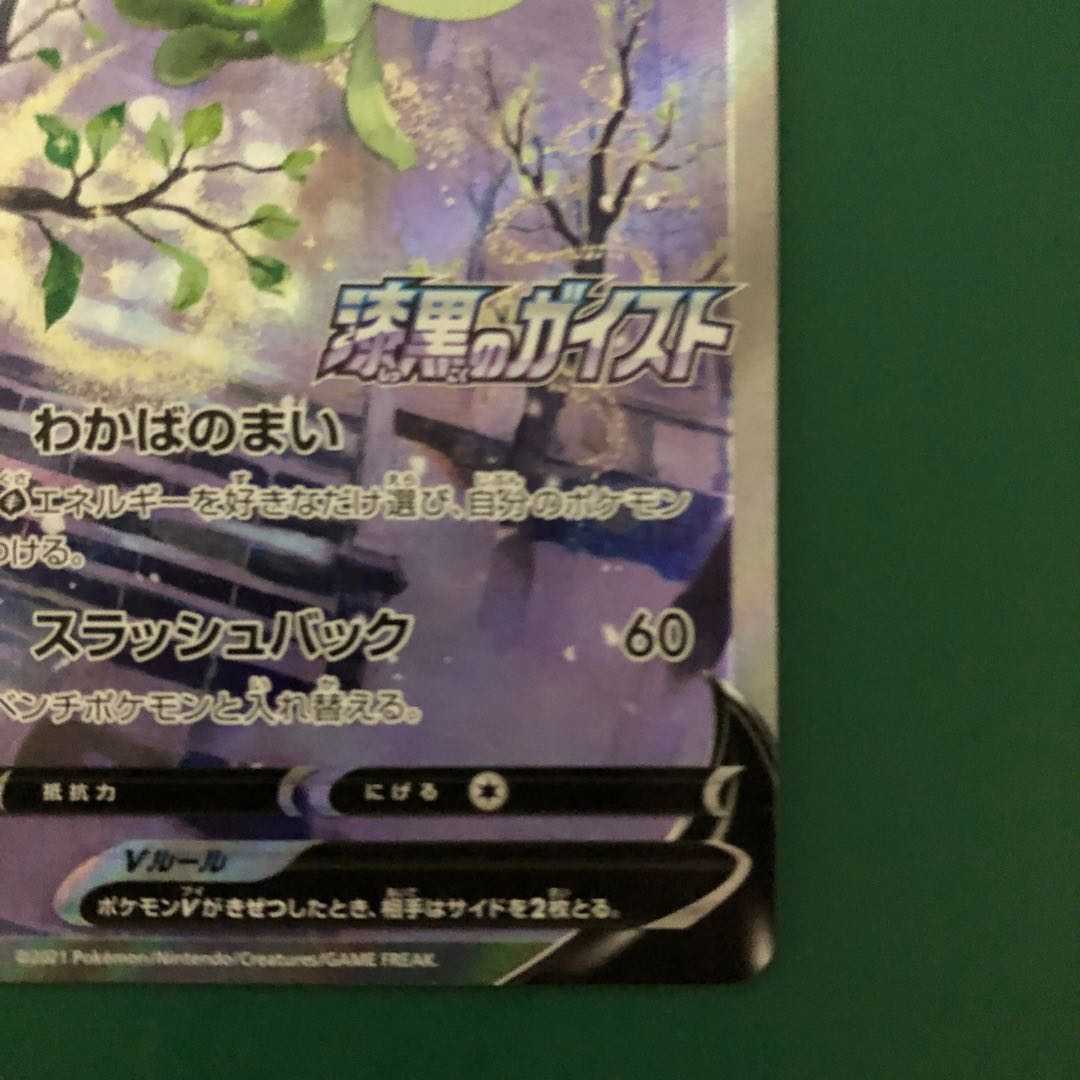 漆黒のガイスト
わかばのまい
エネルギーを好きなだけ選び、自分のポケモン
つける。
スラッシュバック 60
ベンチポケモンと入れ替える。
抵抗力 にげる
Vルール
ポケモンVがきぜつしたとき、相手はサイドを2枚とる。
©2021 Pokémon/Nintendo/Creatures/GAME FREAK.